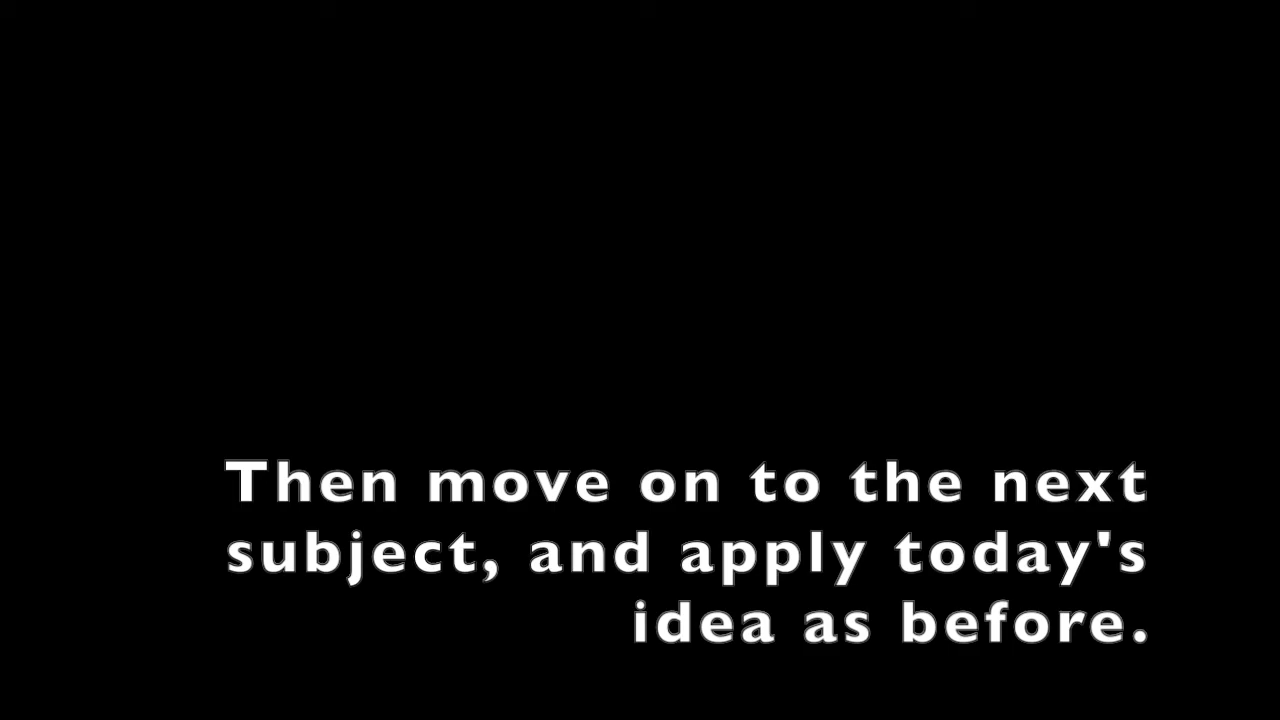 Then move on to the next
subject, and apply today's
idea as before.